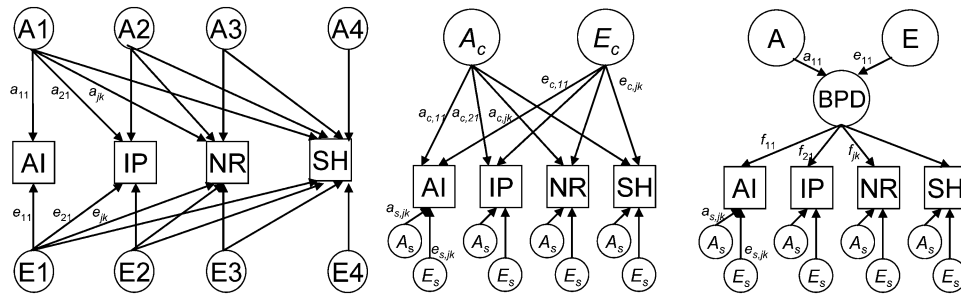 A1 A2 A3 A4
a11 a21 ajk
AI IP NR SH
e11 e21 ejk
E1 E2 E3 E4
Ac Ec
ac,11 ac,21 ac,jk ec,11 ec,jk
AI IP NR SH
as,jk
As As As As
es,jk
Es Es Es Es
A E
a11 e11
BPD
f11 f21 fjk
AI IP NR SH
as,jk
As As As As
es,jk
Es Es Es Es